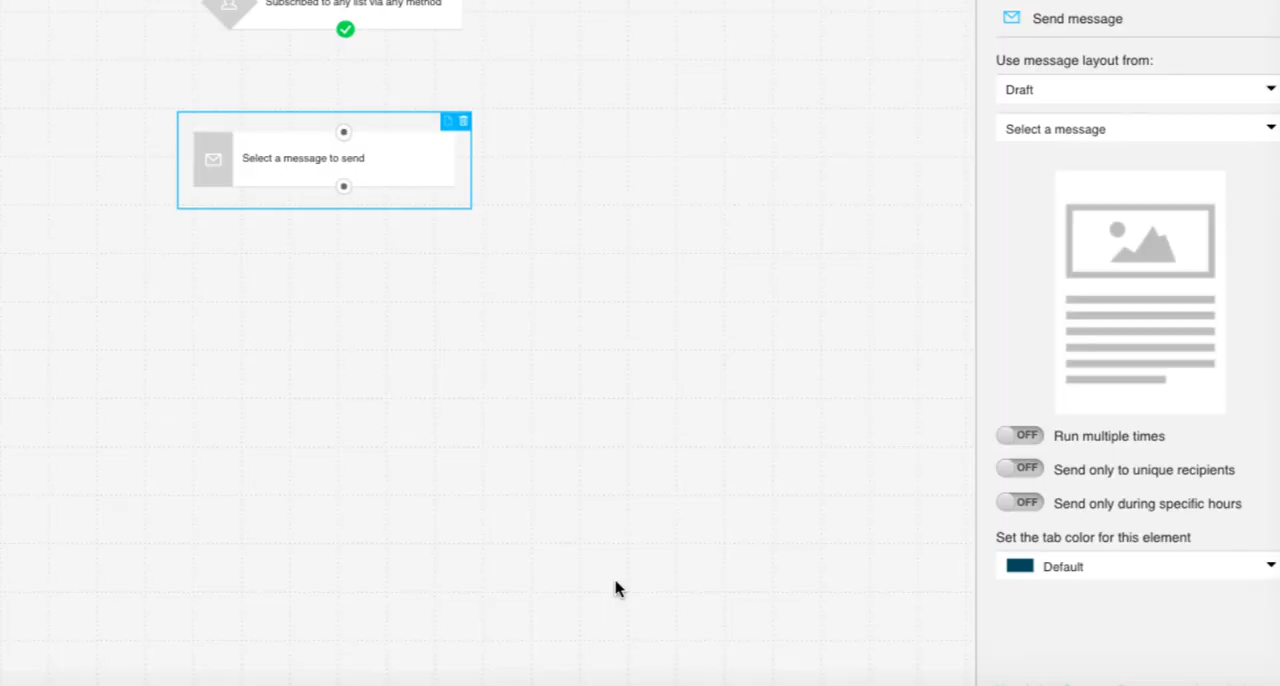 Subscribed to any list via any method
Select a message to send
Send message
Use message layout from:
Draft
Select a message
OFF Run multiple times
OFF Send only to unique recipients
OFF Send only during specific hours
Set the tab color for this element
Default